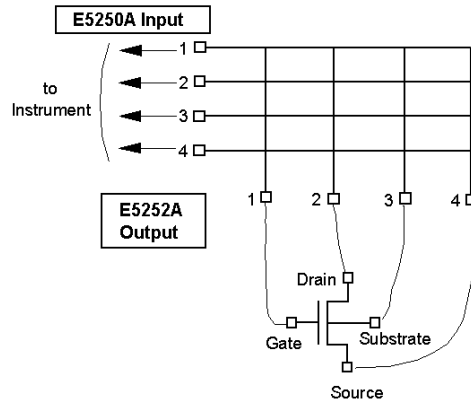 E5250A Input
to
Instrument
1
2
3
4
E5252A
Output
1 2 3 4
Drain
Gate
Substrate
Source